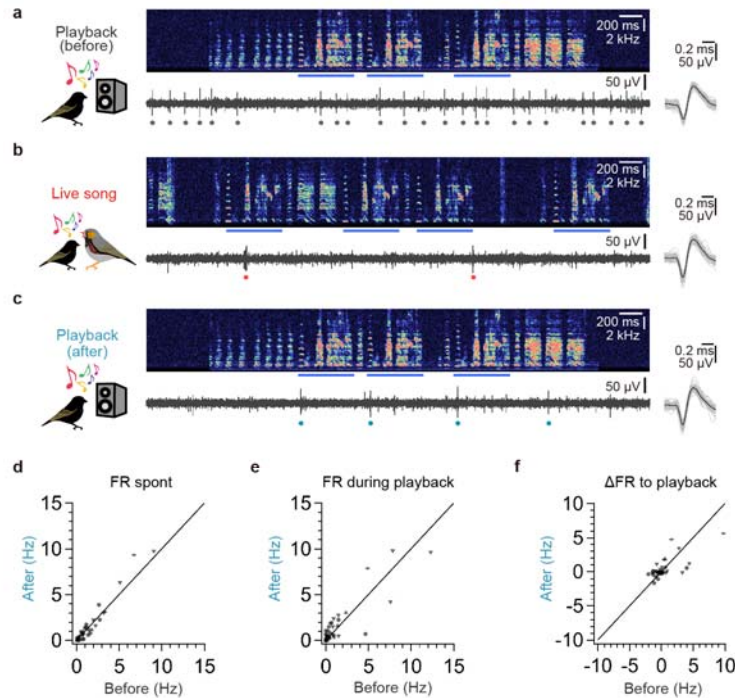 a
Playback
(before)
200 ms
2 kHz
50 µV
0.2 ms
50 µV
b
Live song
200 ms
2 kHz
50 µV
0.2 ms
50 µV
c
Playback
(after)
200 ms
2 kHz
50 µV
0.2 ms
50 µV
d
FR spont
15
10
5
0
0 5 10 15
After (Hz)
Before (Hz)
e
FR during playback
15
10
5
0
0 5 10 15
After (Hz)
Before (Hz)
f
ΔFR to playback
10
5
0
-5
-10
-10 -5 0 5 10
After (Hz)
Before (Hz)